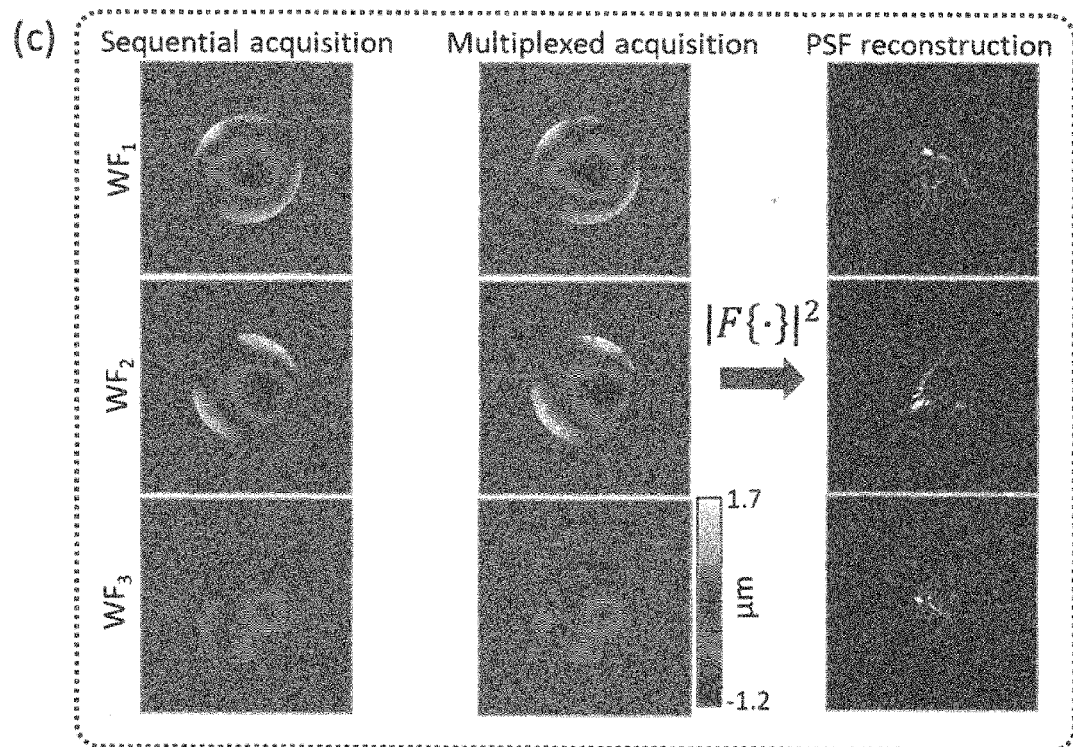 (c)
Sequential acquisition
Multiplexed acquisition
PSF reconstruction
WF₁
WF₂
|F{·}|²
WF₃
1.7
µm
-1.2